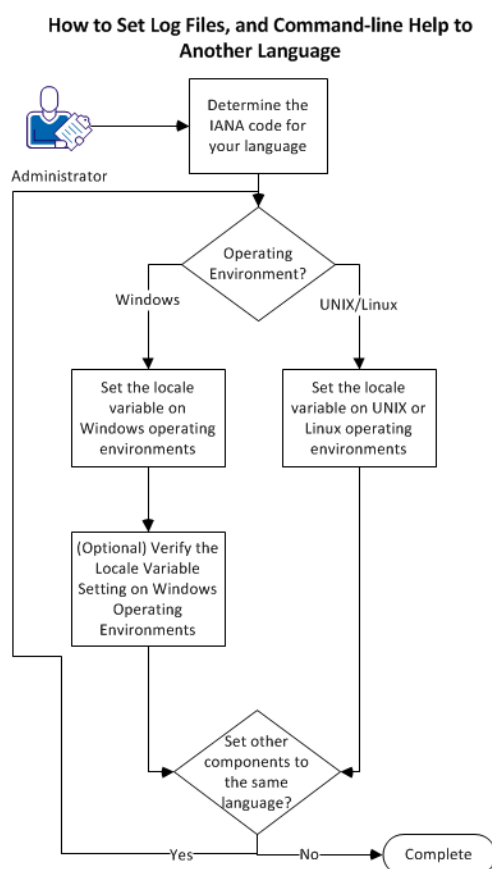 How to Set Log Files, and Command-line Help to
Another Language
Determine the
IANA code for
your language
Administrator
Operating
Environment?
Windows
UNIX/Linux
Set the locale
variable on
Windows operating
environments
Set the locale
variable on UNIX or
Linux operating
environments
(Optional) Verify the
Locale Variable
Setting on Windows
Operating
Environments
Set other
components to
the same
language?
Yes
No
Complete